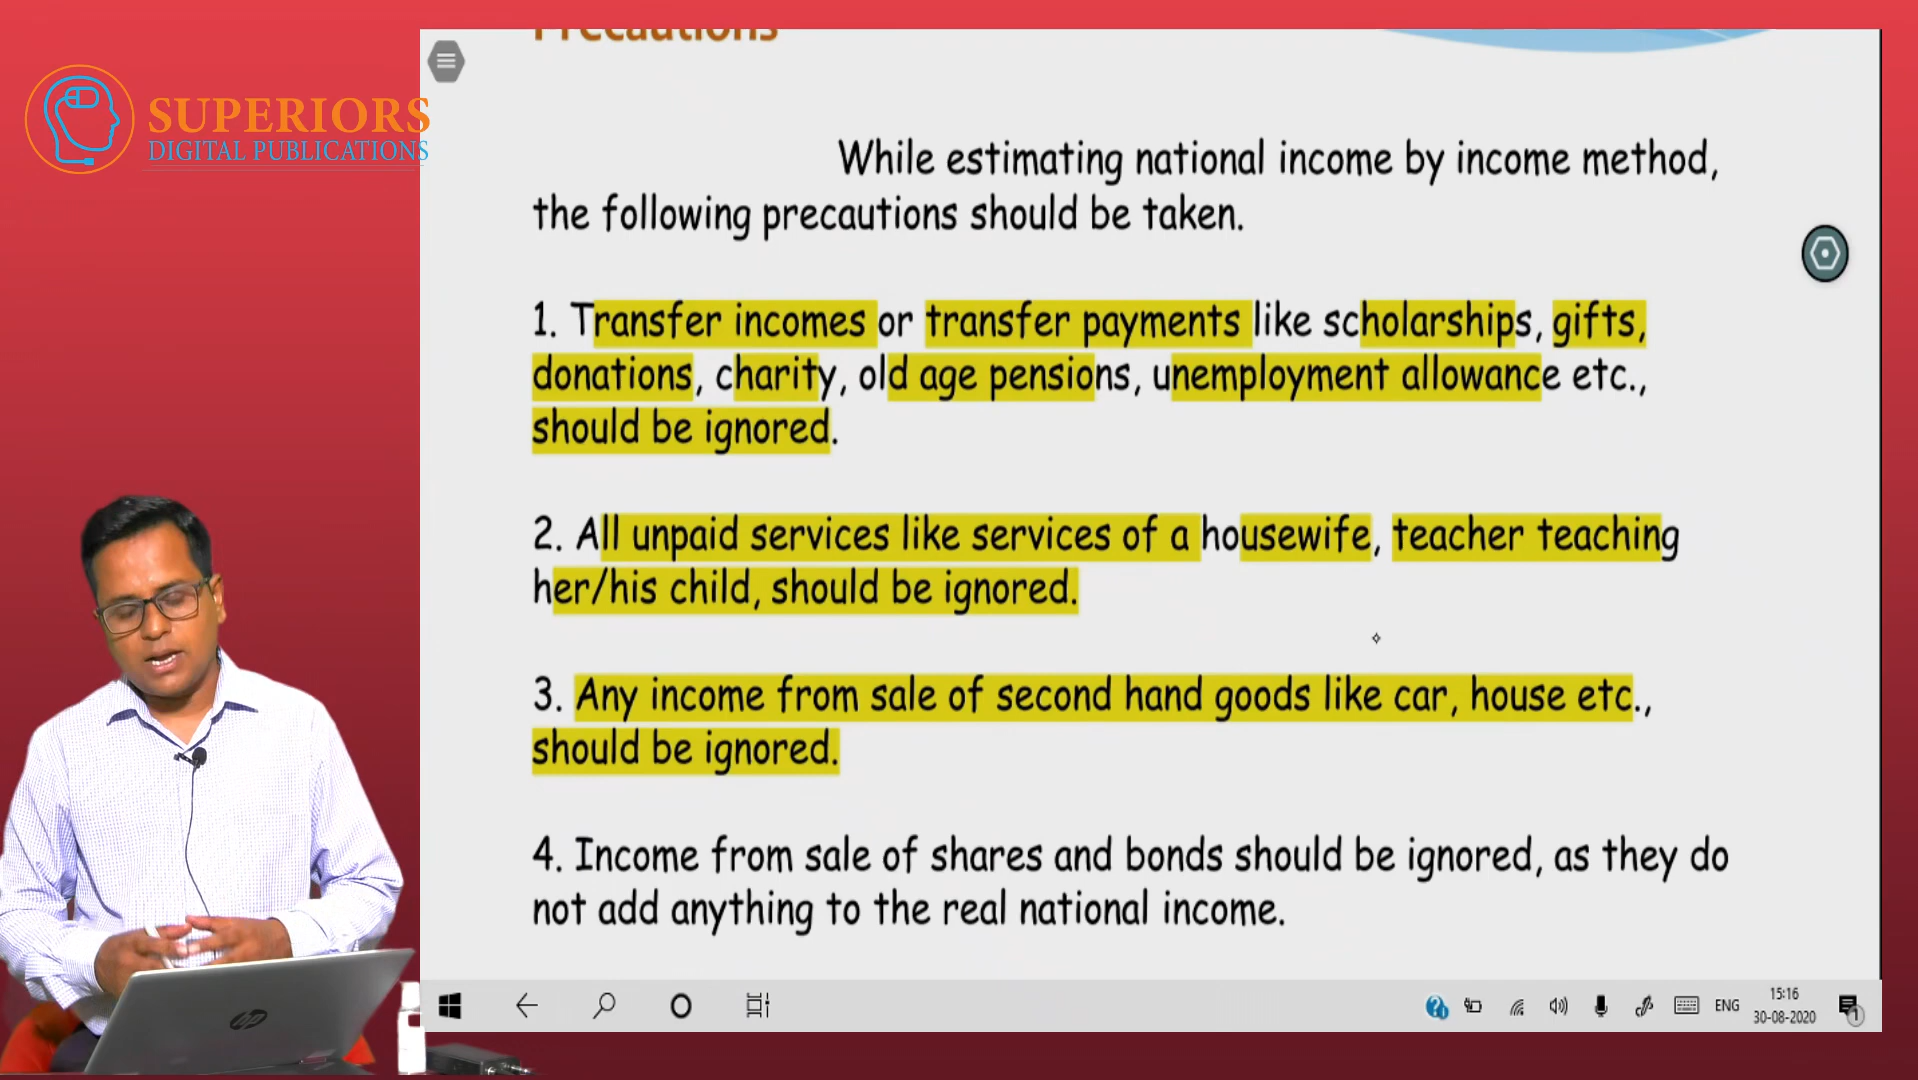 Precautions
SUPERIORS
DIGITAL PUBLICATIONS
While estimating national income by income method,
the following precautions should be taken.
1. Transfer incomes or transfer payments like scholarships, gifts,
donations, charity, old age pensions, unemployment allowance etc.,
should be ignored.
2. All unpaid services like services of a housewife, teacher teaching
her/his child, should be ignored.
3. Any income from sale of second hand goods like car, house etc.,
should be ignored.
4. Income from sale of shares and bonds should be ignored, as they do
not add anything to the real national income.
hp
ENG
15:16
30-08-2020
1